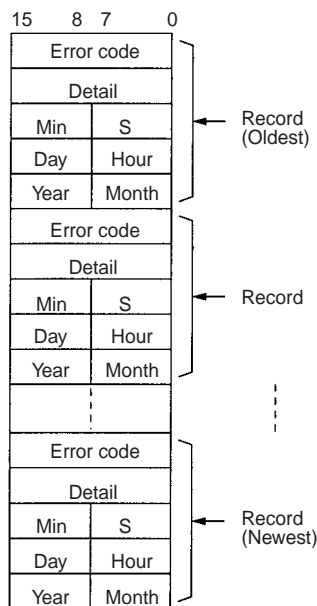 15 8 7 0
Error code
Detail
Min S
Day Hour
Year Month
Record
(Oldest)
Error code
Detail
Min S
Day Hour
Year Month
Record
Error code
Detail
Min S
Day Hour
Year Month
Record
(Newest)